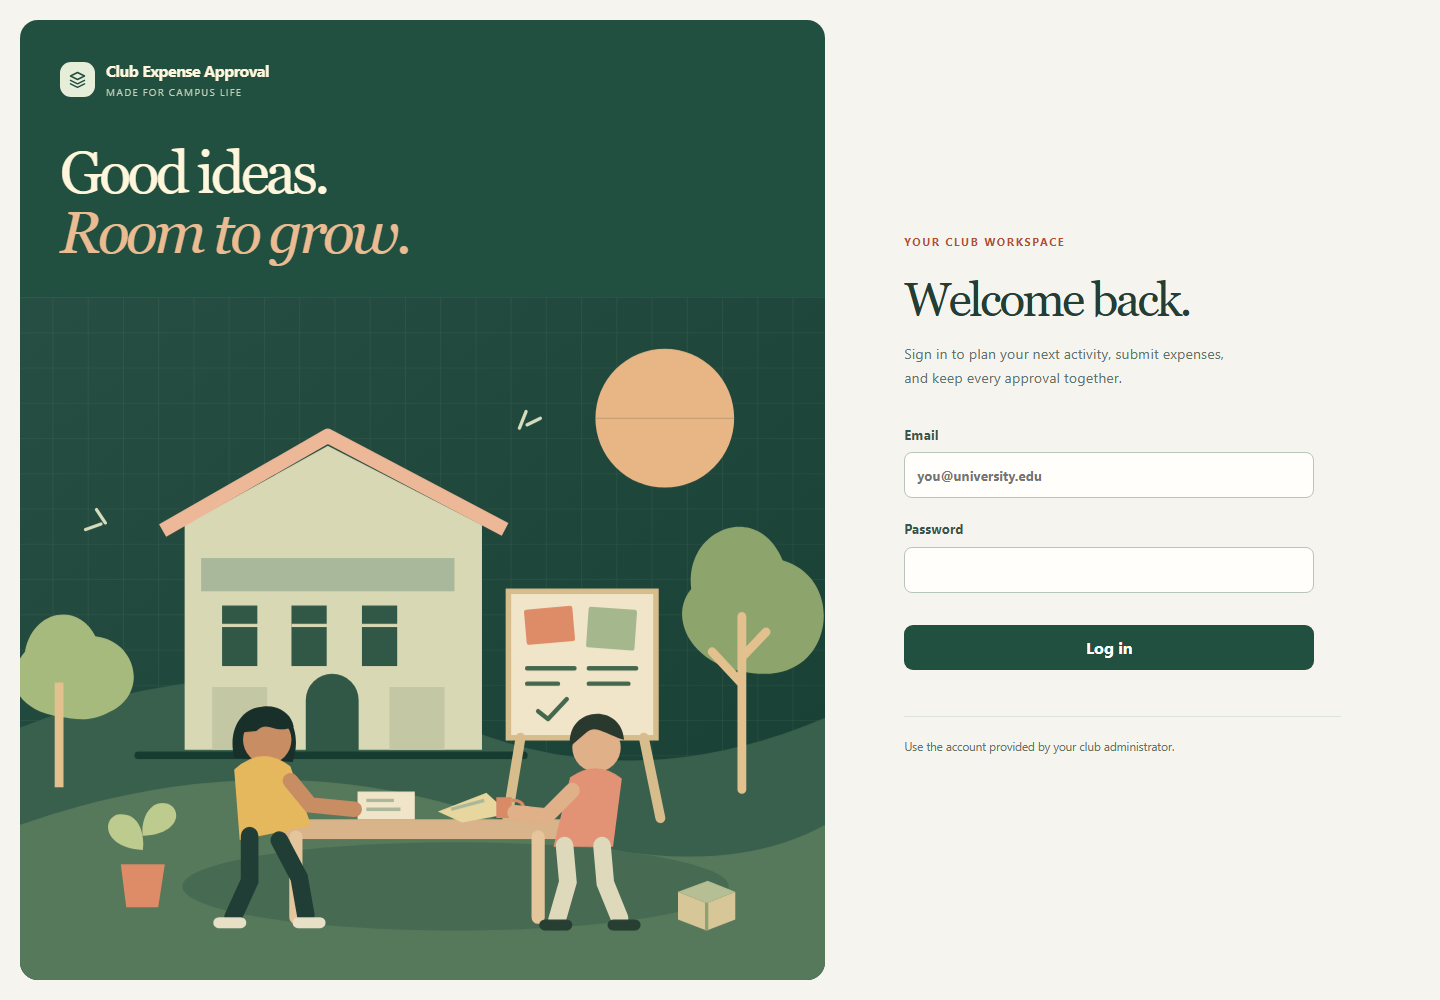 Club Expense Approval
MADE FOR CAMPUS LIFE
Good ideas.
Room to grow.
YOUR CLUB WORKSPACE
Welcome back.
Sign in to plan your next activity, submit expenses,
and keep every approval together.
Email
you@university.edu
Password
Log in
Use the account provided by your club administrator.